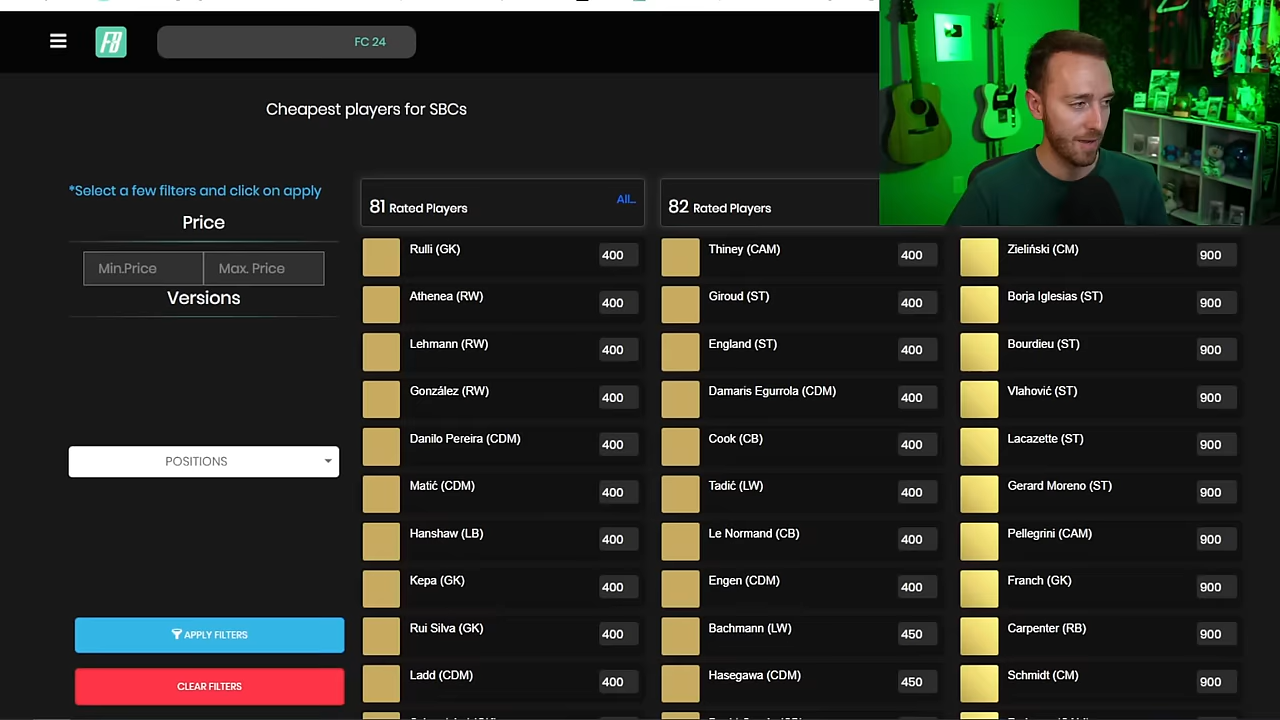 FB
FC 24
Cheapest players for SBCs
*Select a few filters and click on apply
Price
Min.Price
Max. Price
Versions
POSITIONS
APPLY FILTERS
CLEAR FILTERS
81 Rated Players
All...
Rulli (GK) 400
Athenea (RW) 400
Lehmann (RW) 400
González (RW) 400
Danilo Pereira (CDM) 400
Matić (CDM) 400
Hanshaw (LB) 400
Kepa (GK) 400
Rui Silva (GK) 400
Ladd (CDM) 400
82 Rated Players
Thiney (CAM) 400
Giroud (ST) 400
England (ST) 400
Damaris Egurrola (CDM) 400
Cook (CB) 400
Tadić (LW) 400
Le Normand (CB) 400
Engen (CDM) 400
Bachmann (LW) 450
Hasegawa (CDM) 450
Zieliński (CM) 900
Borja Iglesias (ST) 900
Bourdieu (ST) 900
Vlahović (ST) 900
Lacazette (ST) 900
Gerard Moreno (ST) 900
Pellegrini (CAM) 900
Franch (GK) 900
Carpenter (RB) 900
Schmidt (CM) 900